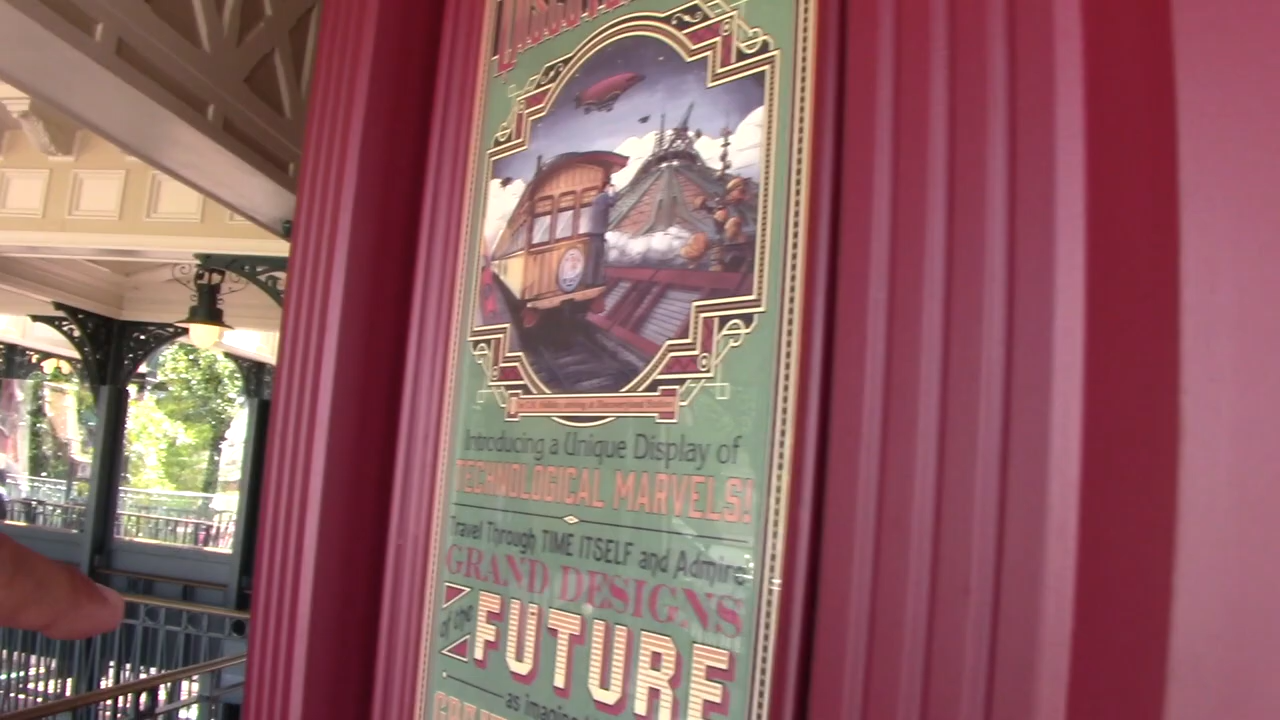 Introducing a Unique Display of
TECHNOLOGICAL MARVELS!
Travel Through TIME ITSELF and Admire
GRAND DESIGNS
of the FUTURE
as